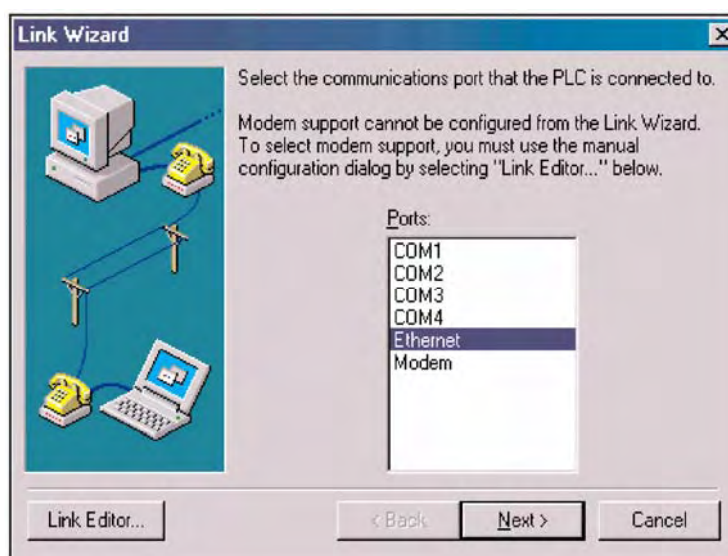 Link Wizard
Select the communications port that the PLC is connected to.
Modem support cannot be configured from the Link Wizard.
To select modem support, you must use the manual
configuration dialog by selecting "Link Editor..." below.
Ports:
COM1
COM2
COM3
COM4
Ethernet
Modem
Link Editor...
< Back
Next >
Cancel